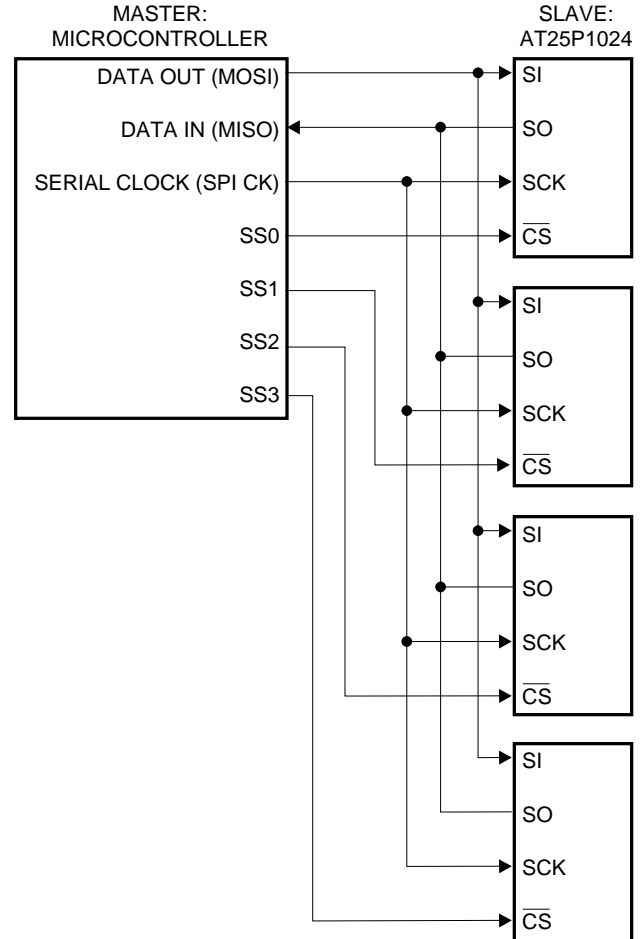 MASTER:
MICROCONTROLLER
SLAVE:
AT25P1024
DATA OUT (MOSI)
DATA IN (MISO)
SERIAL CLOCK (SPI CK)
SS0
SS1
SS2
SS3
SI
SO
SCK
CS
SI
SO
SCK
CS
SI
SO
SCK
CS
SI
SO
SCK
CS